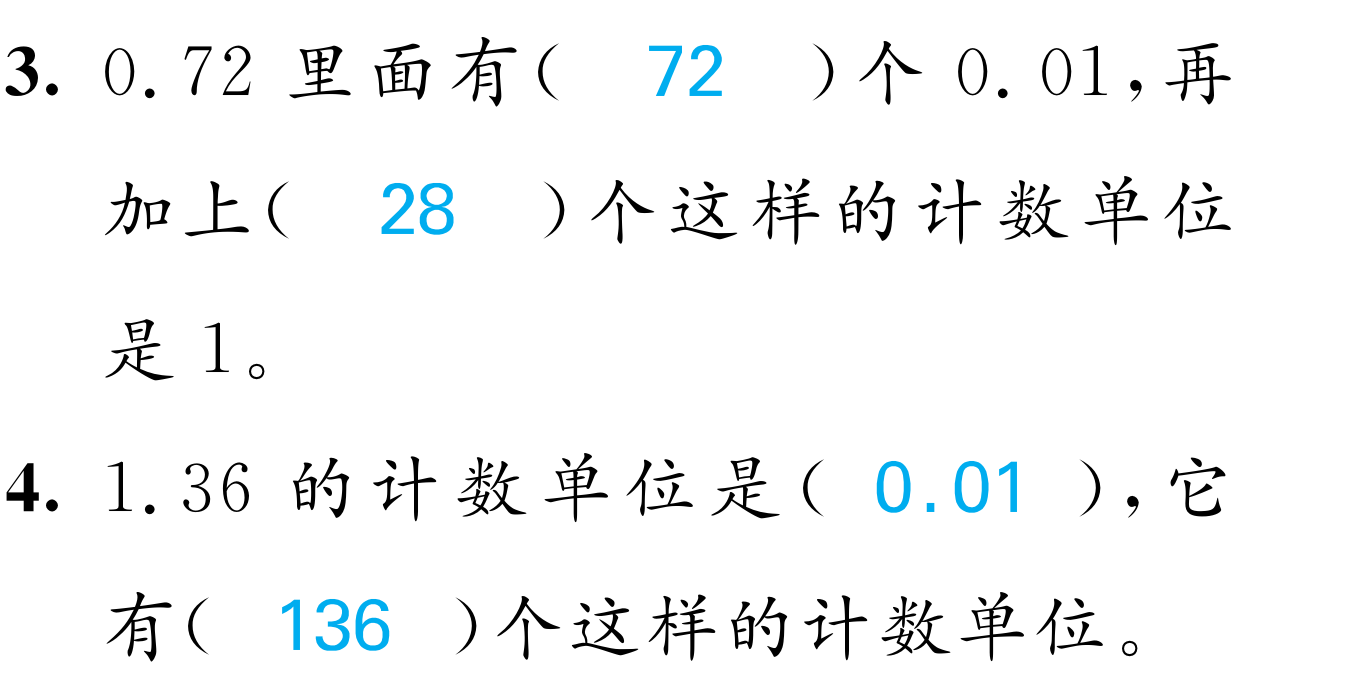 3. 0.72 里面有( 72 )个 0.01,再
加上( 28 )个这样的计数单位
是 1。
4. 1.36 的计数单位是( 0.01 ),它
有( 136 )个这样的计数单位。